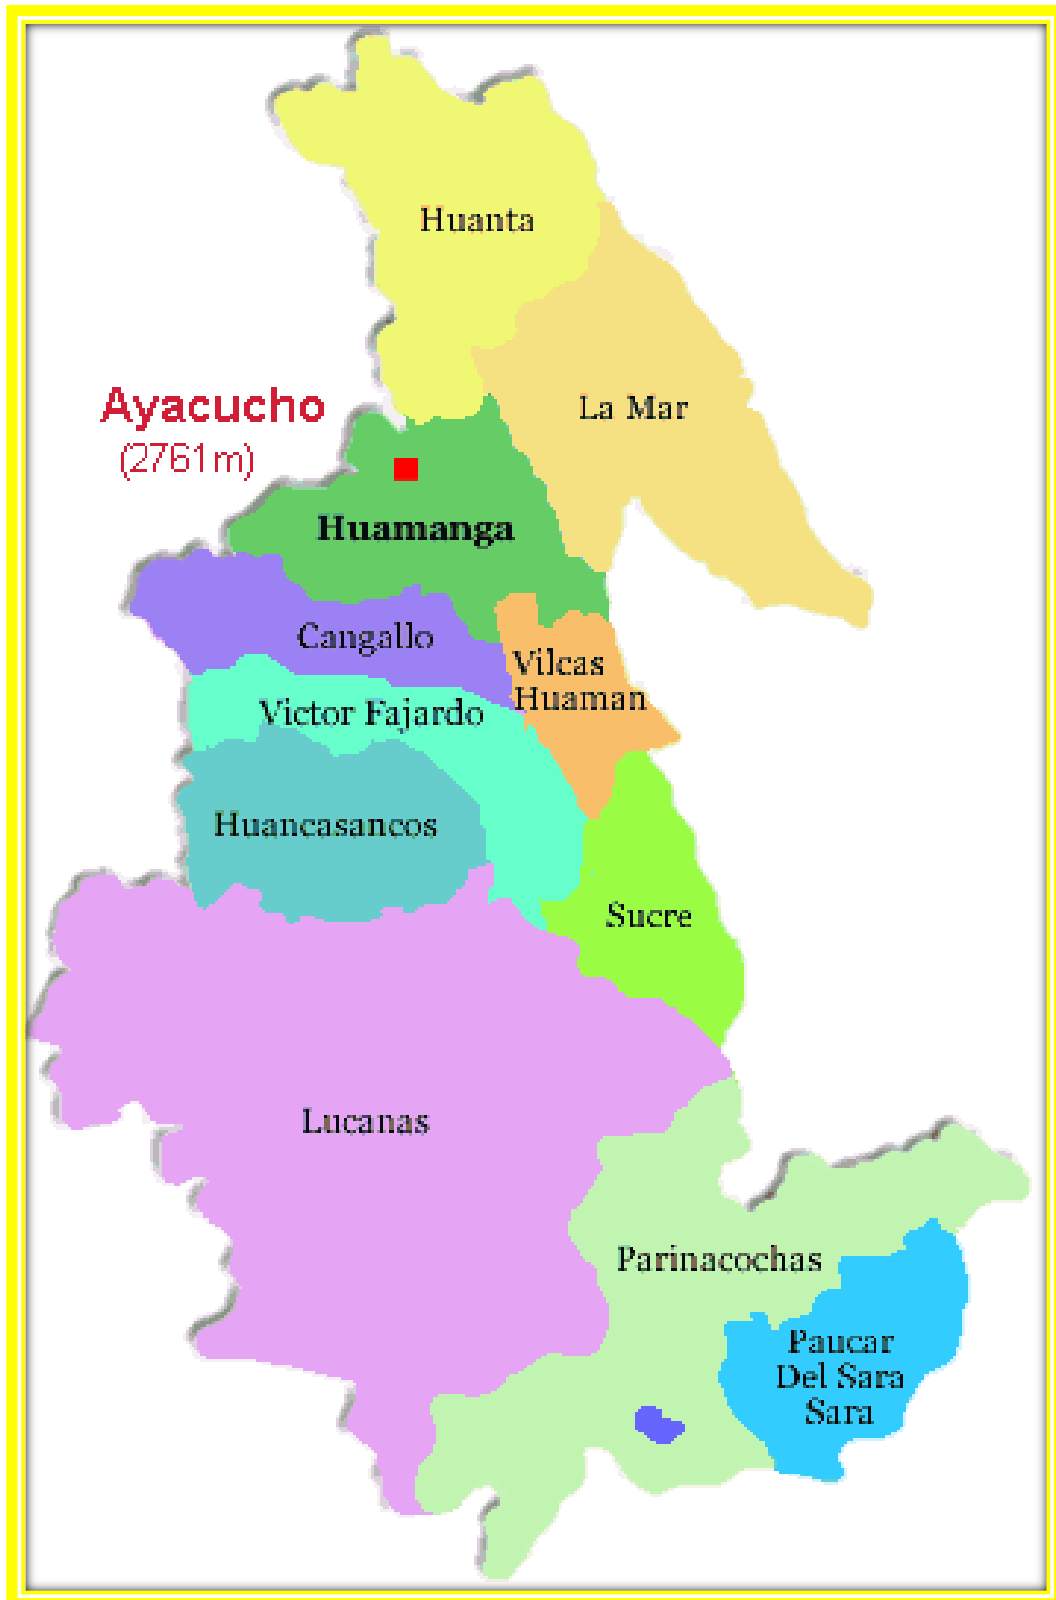 Huanta
La Mar
Ayacucho
(2761m)
Huamanga
Cangallo
Vilcas
Huaman
Victor Fajardo
Huancasancos
Sucre
Lucanas
Parinacochas
Paucar
Del Sara
Sara